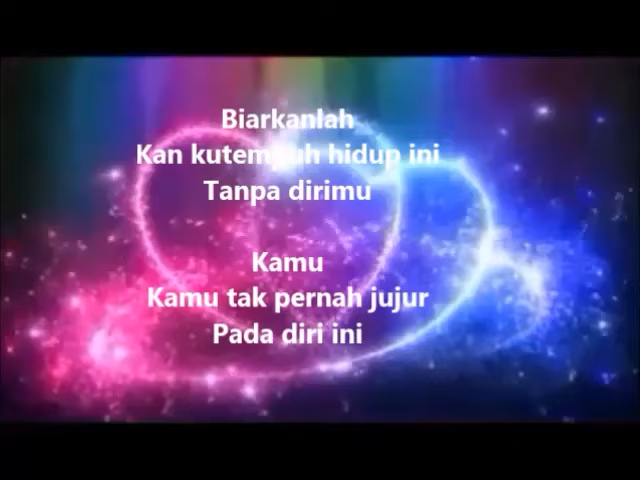 Biarkanlah
Kan kutempuh hidup ini
Tanpa dirimu
Kamu
Kamu tak pernah jujur
Pada diri ini